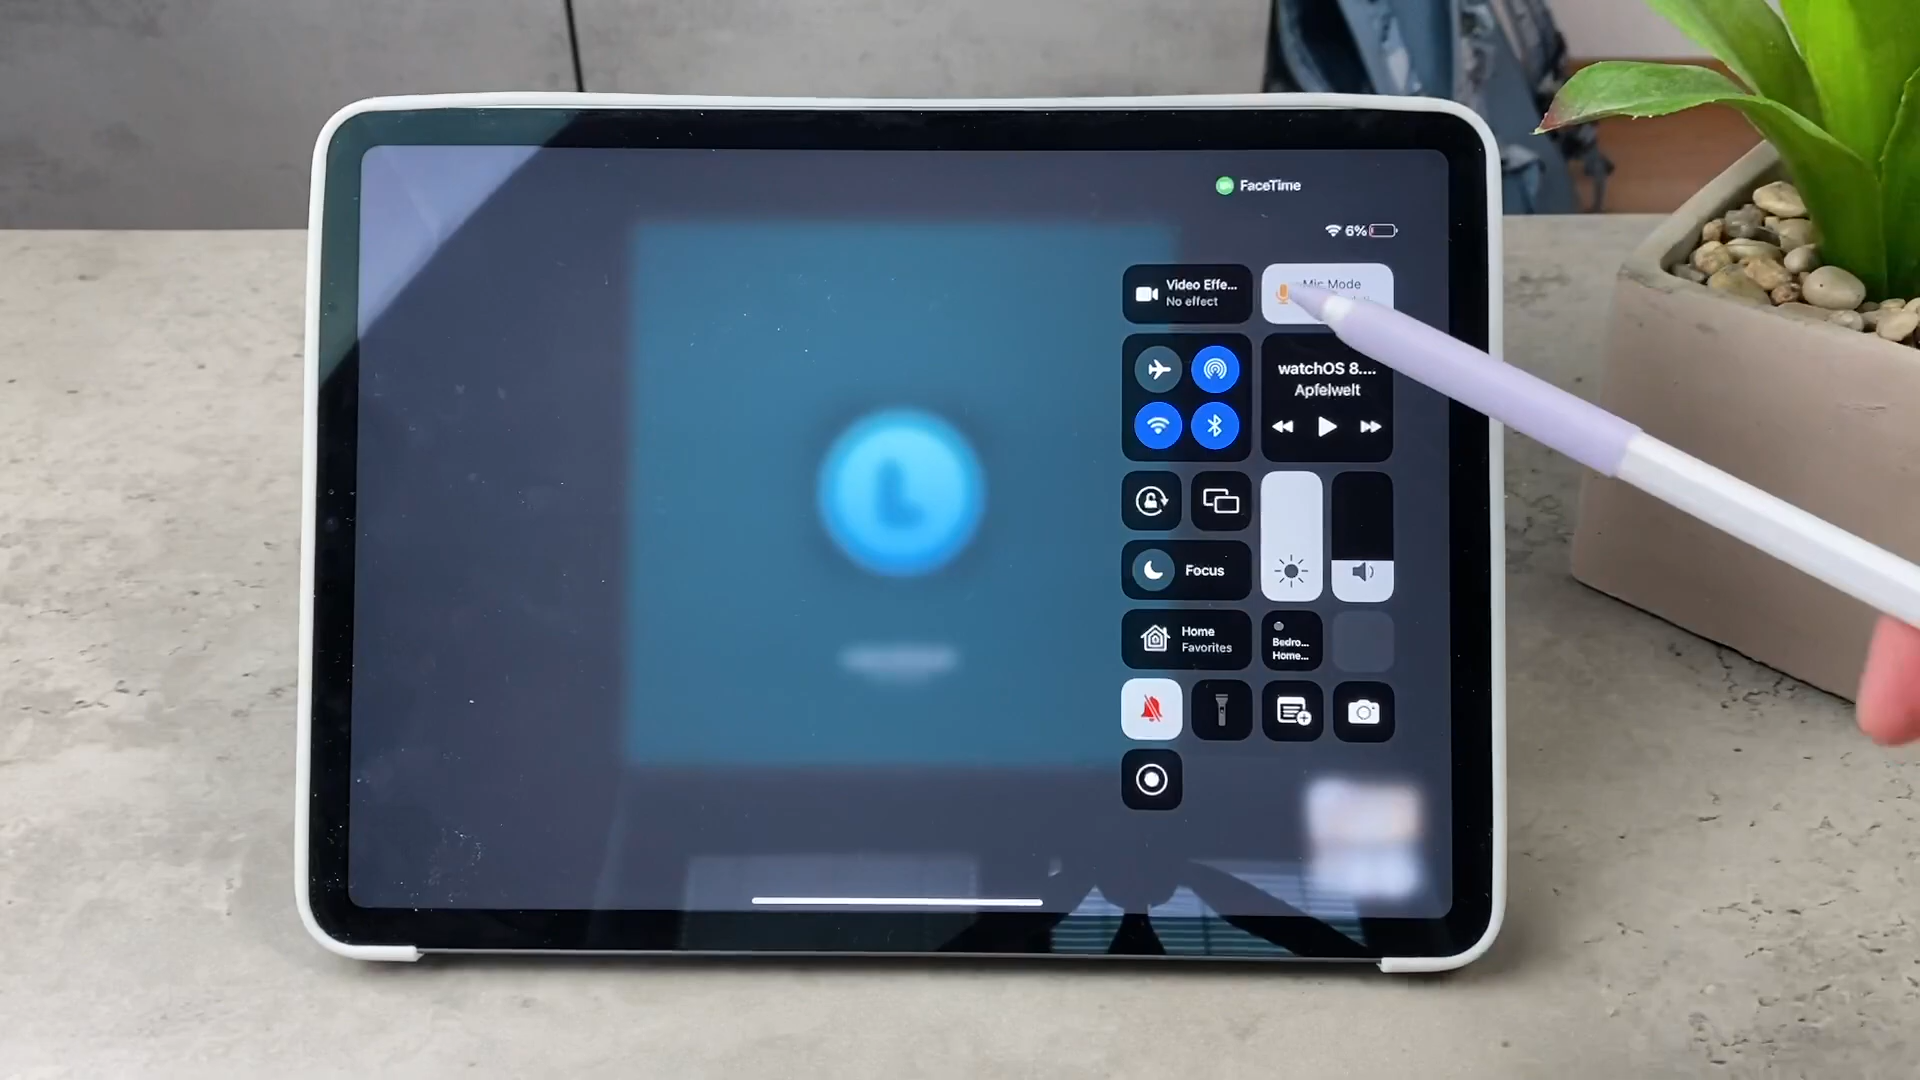 FaceTime
6%
Video Effe...
No effect
Mic Mode
watchOS 8....
Apfelwelt
Focus
Home
Favorites
Bedro...
Home...
L